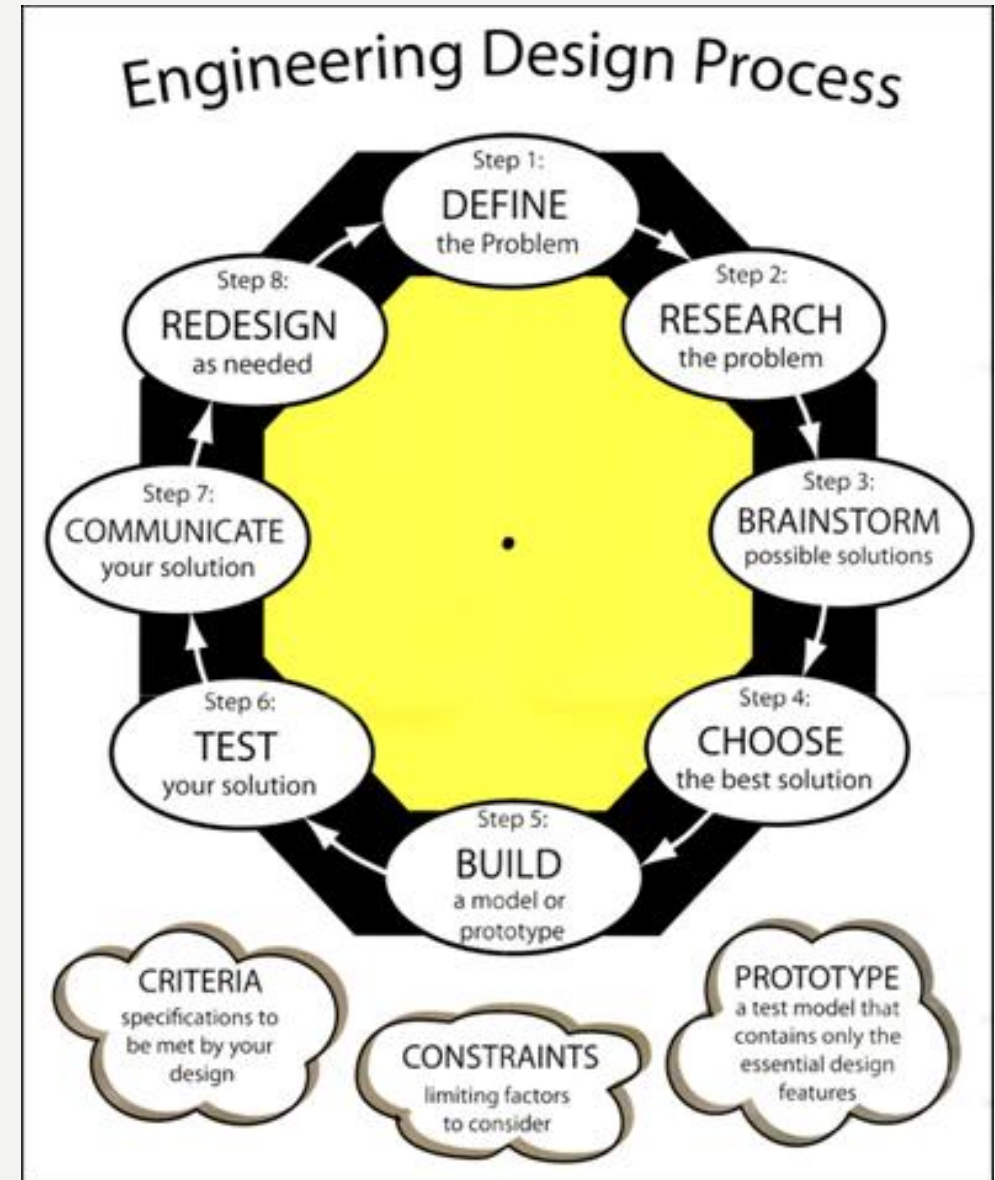 Engineering Design Process
Step 1:
DEFINE
the Problem
Step 2:
RESEARCH
the problem
Step 3:
BRAINSTORM
possible solutions
Step 4:
CHOOSE
the best solution
Step 5:
BUILD
a model or
prototype
Step 6:
TEST
your solution
Step 7:
COMMUNICATE
your solution
Step 8:
REDESIGN
as needed
CRITERIA
specifications to
be met by your
design
CONSTRAINTS
limiting factors
to consider
PROTOTYPE
a test model that
contains only the
essential design
features